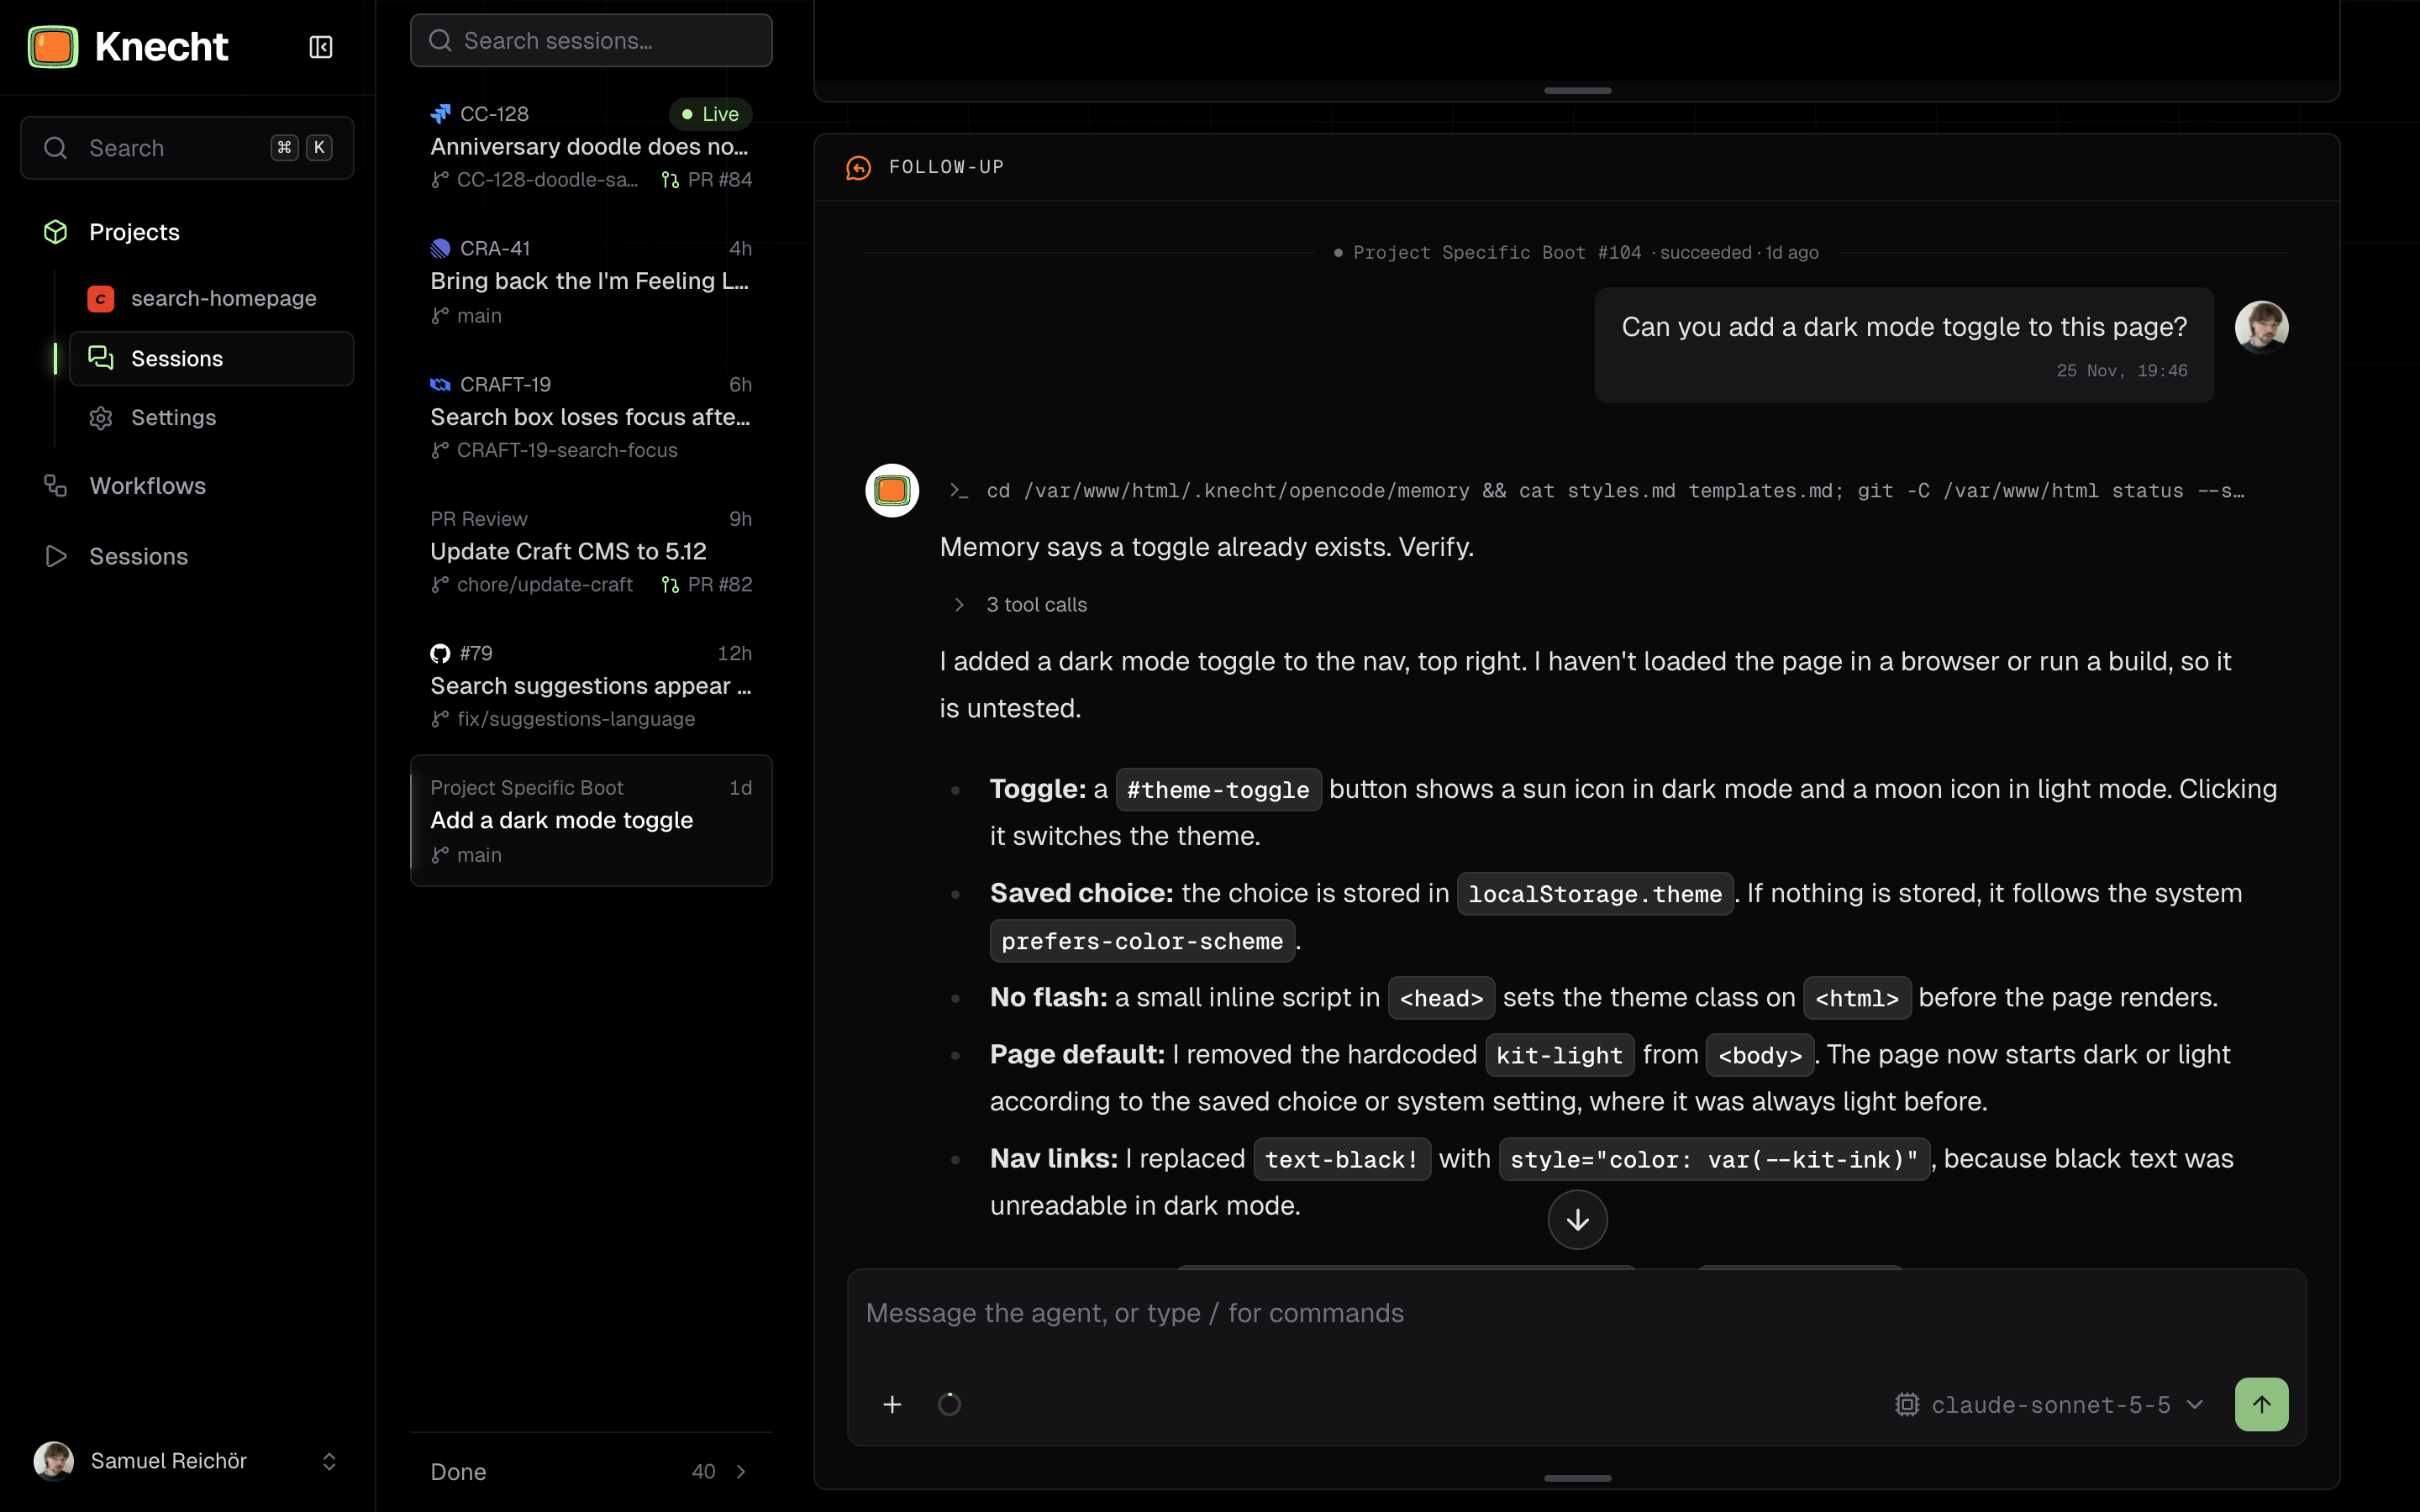 Knecht
Search
⌘ K
Projects
search-homepage
Sessions
Settings
Workflows
Sessions
Samuel Reichör
Search sessions...
CC-128
Live
Anniversary doodle does no...
CC-128-doodle-sa... PR #84
CRA-41 4h
Bring back the I'm Feeling L...
main
CRAFT-19 6h
Search box loses focus afte...
CRAFT-19-search-focus
PR Review 9h
Update Craft CMS to 5.12
chore/update-craft PR #82
#79 12h
Search suggestions appear ...
fix/suggestions-language
Project Specific Boot 1d
Add a dark mode toggle
main
Done 40
FOLLOW-UP
Project Specific Boot #104 · succeeded · 1d ago
Can you add a dark mode toggle to this page?
25 Nov, 19:46
>_ cd /var/www/html/.knecht/opencode/memory && cat styles.md templates.md; git -C /var/www/html status --s…
Memory says a toggle already exists. Verify.
3 tool calls
I added a dark mode toggle to the nav, top right. I haven't loaded the page in a browser or run a build, so it
is untested.
Toggle: a #theme-toggle button shows a sun icon in dark mode and a moon icon in light mode. Clicking
it switches the theme.
Saved choice: the choice is stored in localStorage.theme. If nothing is stored, it follows the system
prefers-color-scheme.
No flash: a small inline script in <head> sets the theme class on <html> before the page renders.
Page default: I removed the hardcoded kit-light from <body>. The page now starts dark or light
according to the saved choice or system setting, where it was always light before.
Nav links: I replaced text-black! with style="color: var(--kit-ink)", because black text was
unreadable in dark mode.
Message the agent, or type / for commands
claude-sonnet-5-5